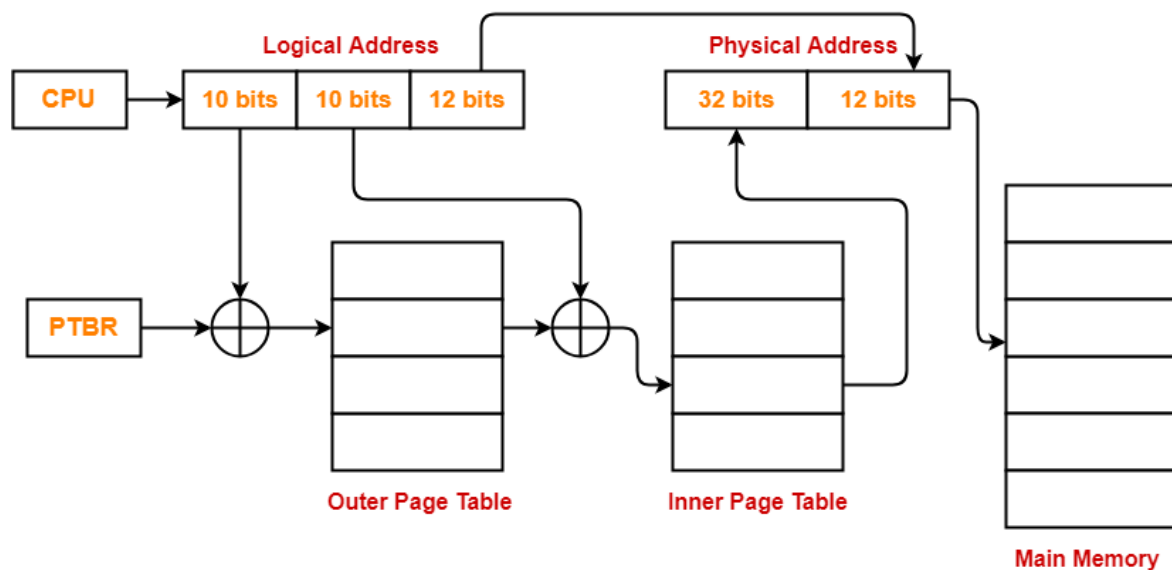 Logical Address
Physical Address
CPU
10 bits
10 bits
12 bits
32 bits
12 bits
PTBR
Outer Page Table
Inner Page Table
Main Memory